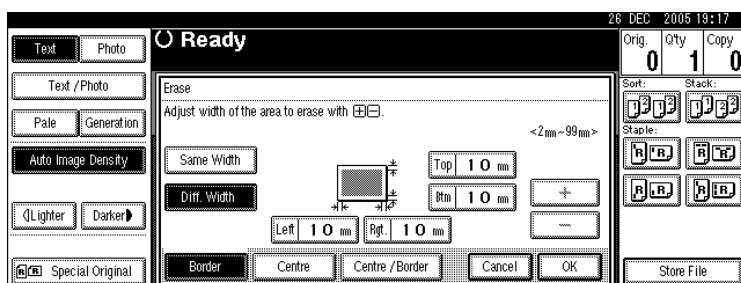 26 DEC 2005 19:17
Text Photo
Ready
Orig. Q'ty Copy
0 1 0
Text / Photo
Erase
Sort: Stack:
Adjust width of the area to erase with +−.
<2mm~99mm>
Pale Generation
Staple:
Auto Image Density
Same Width
Top 10 mm
Diff. Width
Btm 10 mm
+
Lighter Darker
Left 10 mm Rgt. 10 mm
−
Special Original
Border Centre Centre / Border Cancel OK
Store File